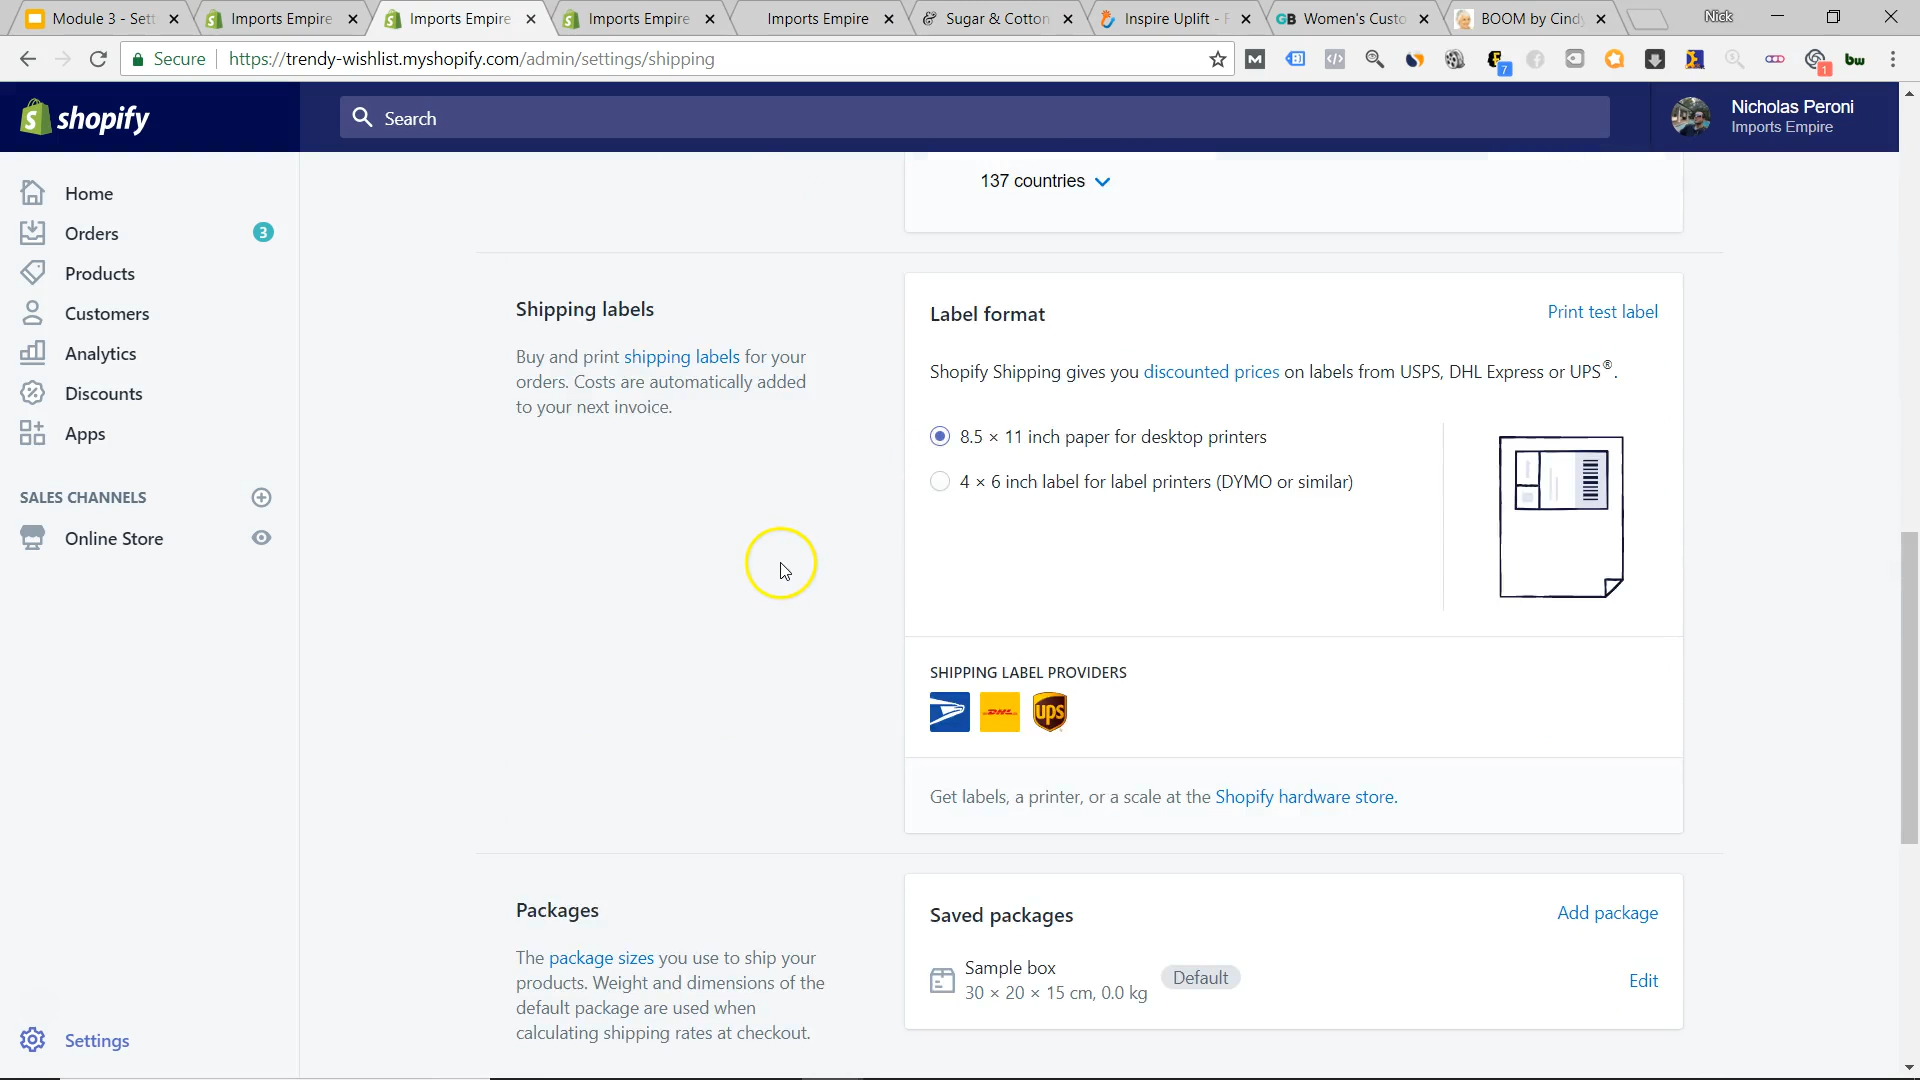 Module 3 - Sett
Imports Empire
Imports Empire
Imports Empire
Imports Empire
Sugar & Cotton
Inspire Uplift - F
GB Women's Custo
BOOM by Cindy
Nick
Secure
https://trendy-wishlist.myshopify.com/admin/settings/shipping
M
7
1
bw
shopify
Search
Nicholas Peroni
Imports Empire
Home
Orders
3
Products
Customers
Analytics
Discounts
Apps
SALES CHANNELS
Online Store
Settings
137 countries
Shipping labels
Buy and print shipping labels for your
orders. Costs are automatically added
to your next invoice.
Label format
Print test label
Shopify Shipping gives you discounted prices on labels from USPS, DHL Express or UPS®.
8.5 × 11 inch paper for desktop printers
4 × 6 inch label for label printers (DYMO or similar)
SHIPPING LABEL PROVIDERS
DHL
ups
Get labels, a printer, or a scale at the Shopify hardware store.
Packages
The package sizes you use to ship your
products. Weight and dimensions of the
default package are used when
calculating shipping rates at checkout.
Saved packages
Add package
Sample box
30 × 20 × 15 cm, 0.0 kg
Default
Edit